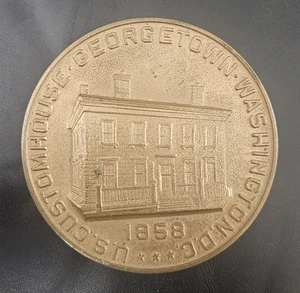 U.S. CUSTOMHOUSE · GEORGETOWN · WASHINGTON, D.C.
1858